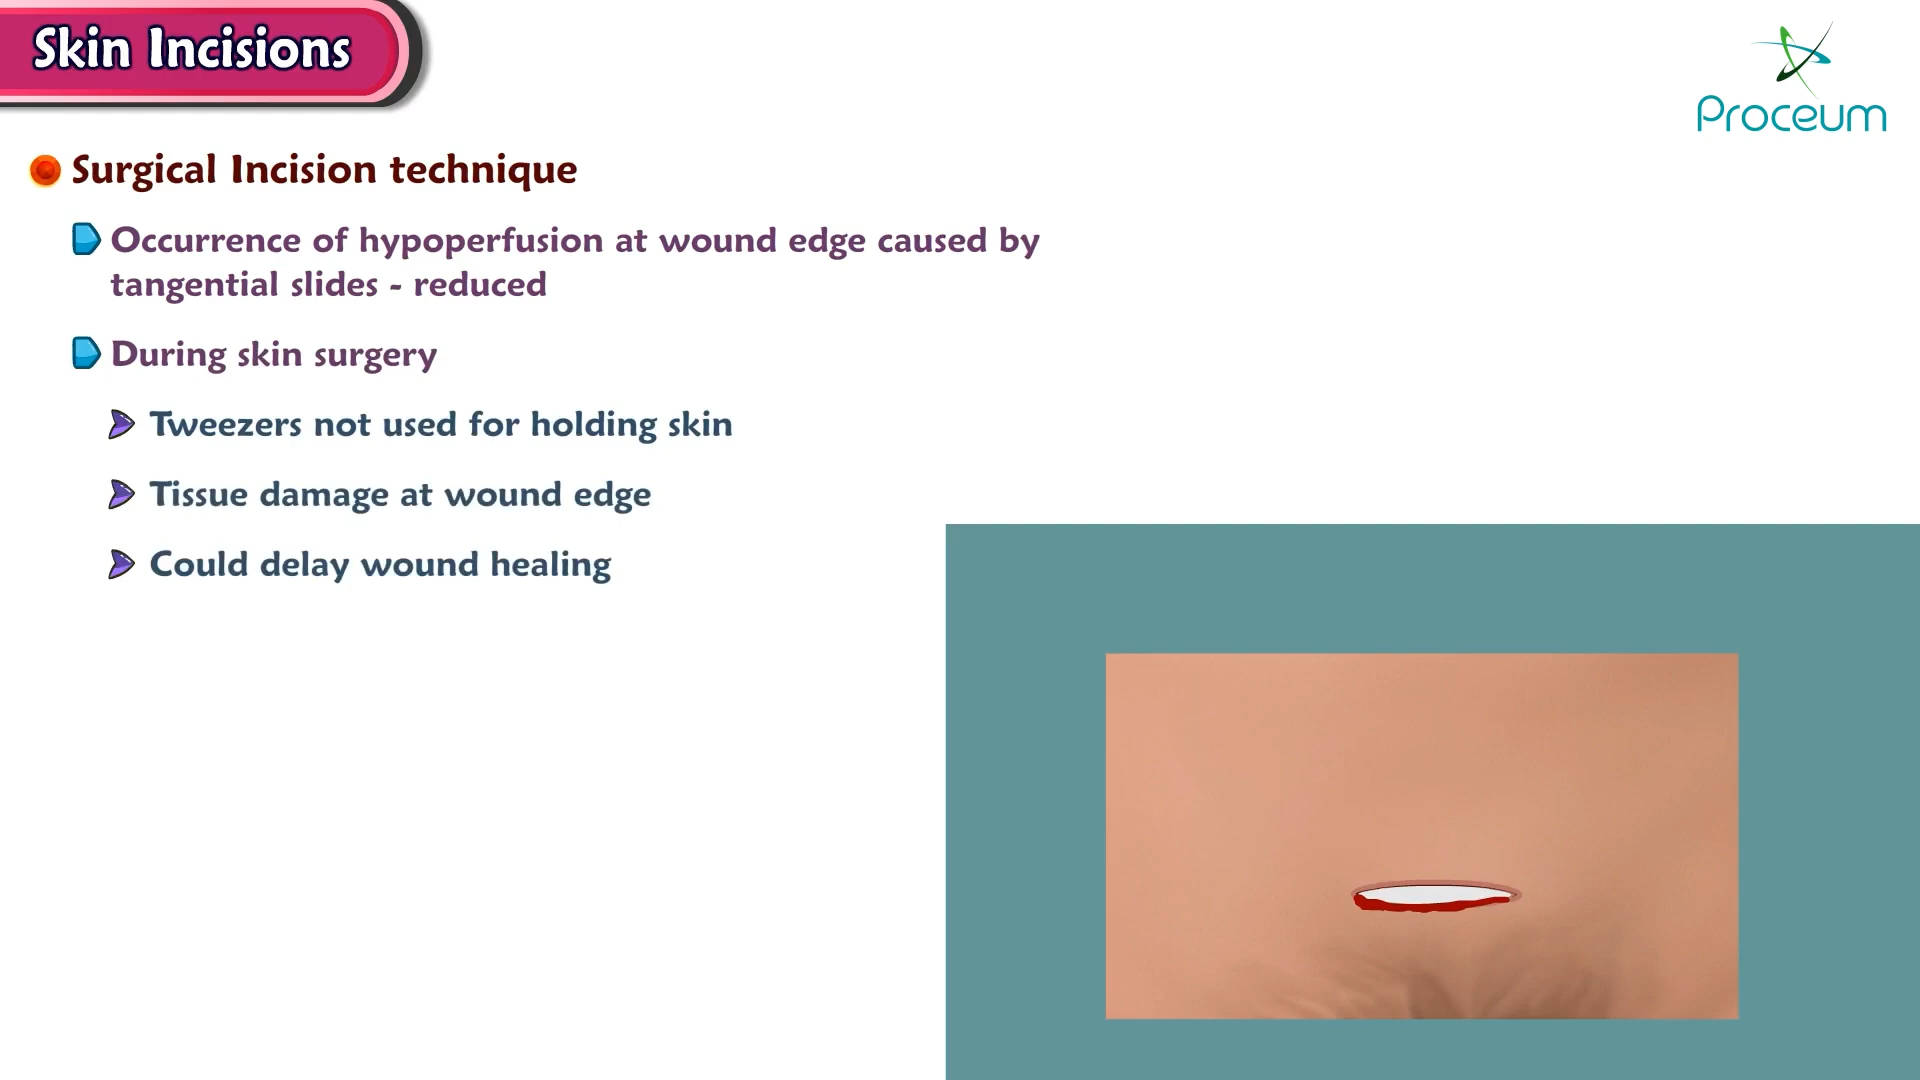 Skin Incisions
Proceum
Surgical Incision technique
Occurrence of hypoperfusion at wound edge caused by
tangential slides - reduced
During skin surgery
Tweezers not used for holding skin
Tissue damage at wound edge
Could delay wound healing